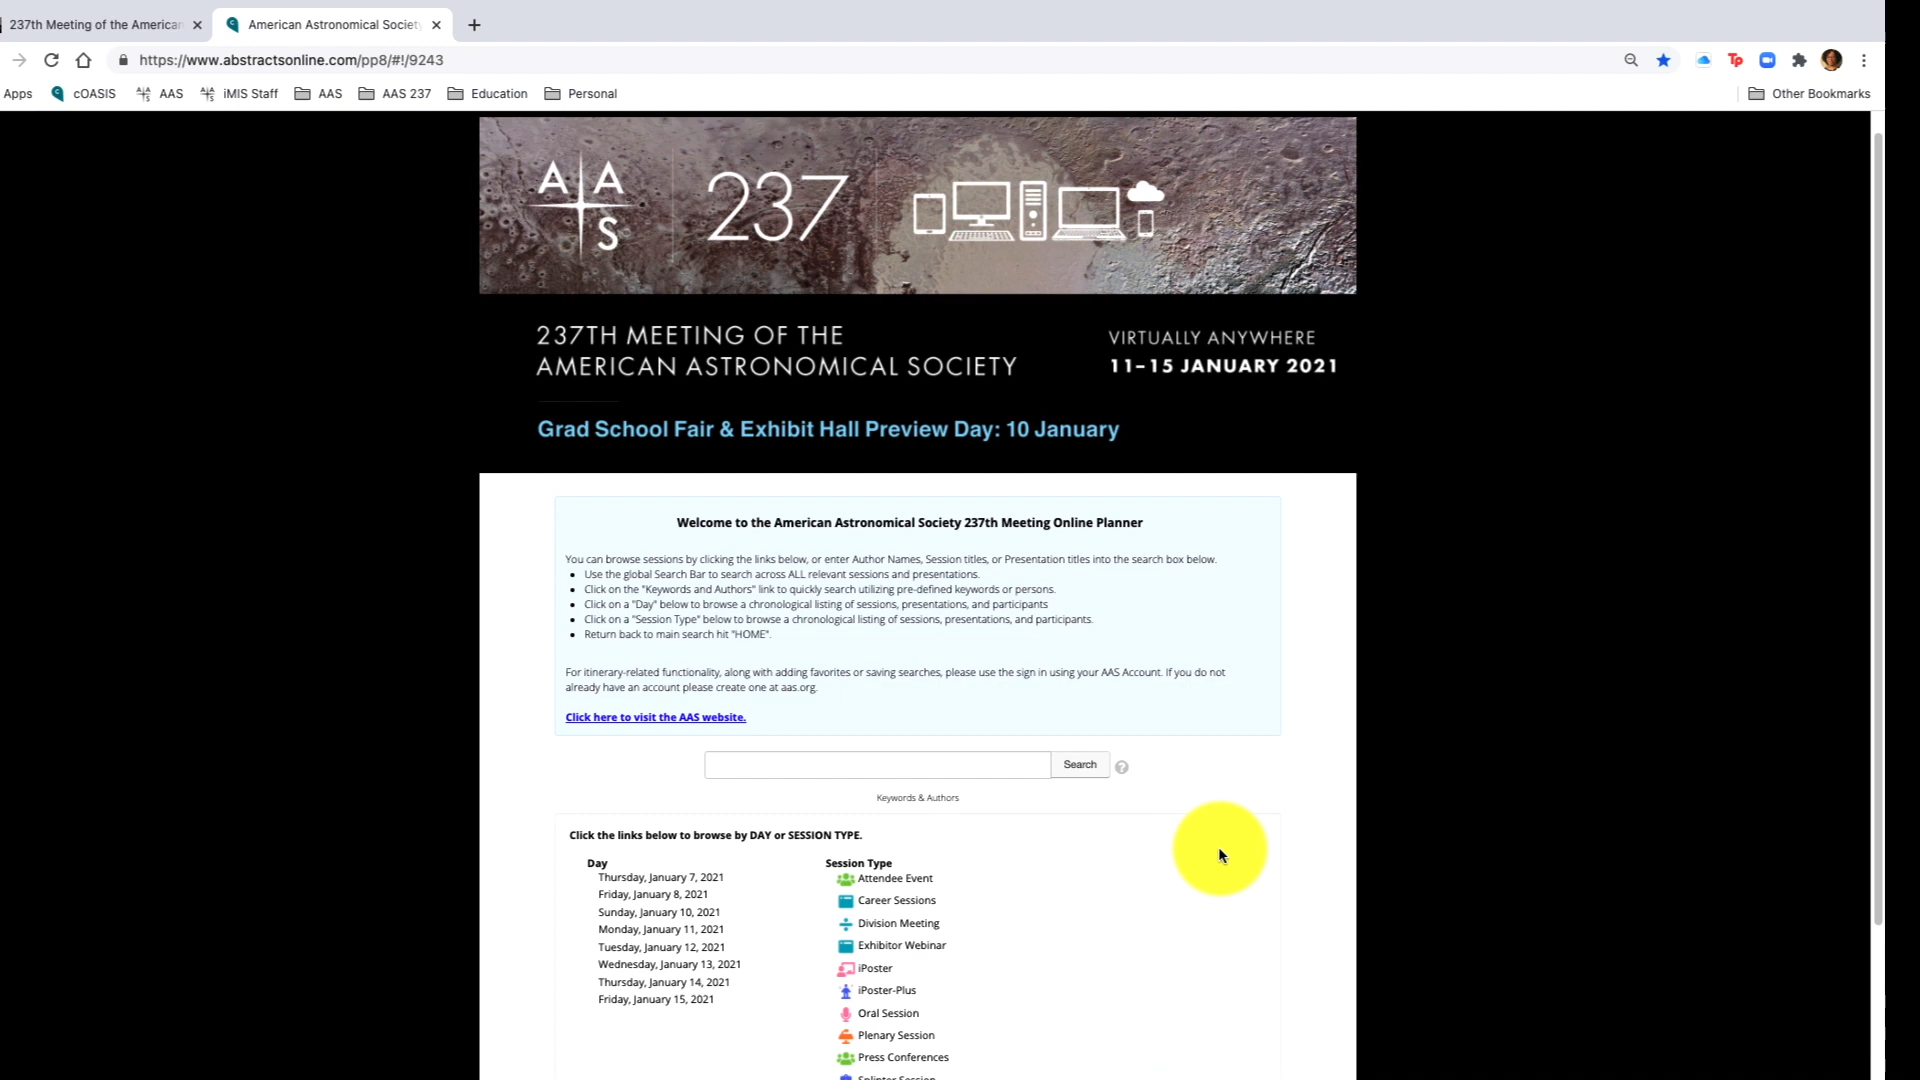 237th Meeting of the American
American Astronomical Society
https://www.abstractsonline.com/pp8/#!/9243
Tp
Apps cOASIS AAS iMIS Staff AAS AAS 237 Education Personal Other Bookmarks
A A S 237
237TH MEETING OF THE
AMERICAN ASTRONOMICAL SOCIETY
VIRTUALLY ANYWHERE
11–15 JANUARY 2021
Grad School Fair & Exhibit Hall Preview Day: 10 January
Welcome to the American Astronomical Society 237th Meeting Online Planner
You can browse sessions by clicking the links below, or enter Author Names, Session titles, or Presentation titles into the search box below.
Use the global Search Bar to search across ALL relevant sessions and presentations.
Click on the "Keywords and Authors" link to quickly search utilizing pre-defined keywords or persons.
Click on a "Day" below to browse a chronological listing of sessions, presentations, and participants
Click on a "Session Type" below to browse a chronological listing of sessions, presentations, and participants.
Return back to main search hit "HOME".
For itinerary-related functionality, along with adding favorites or saving searches, please use the sign in using your AAS Account. If you do not
already have an account please create one at aas.org.
Click here to visit the AAS website.
Search ?
Keywords & Authors
Click the links below to browse by DAY or SESSION TYPE.
Day
Thursday, January 7, 2021
Friday, January 8, 2021
Sunday, January 10, 2021
Monday, January 11, 2021
Tuesday, January 12, 2021
Wednesday, January 13, 2021
Thursday, January 14, 2021
Friday, January 15, 2021
Session Type
Attendee Event
Career Sessions
Division Meeting
Exhibitor Webinar
iPoster
iPoster-Plus
Oral Session
Plenary Session
Press Conferences
Splinter Session